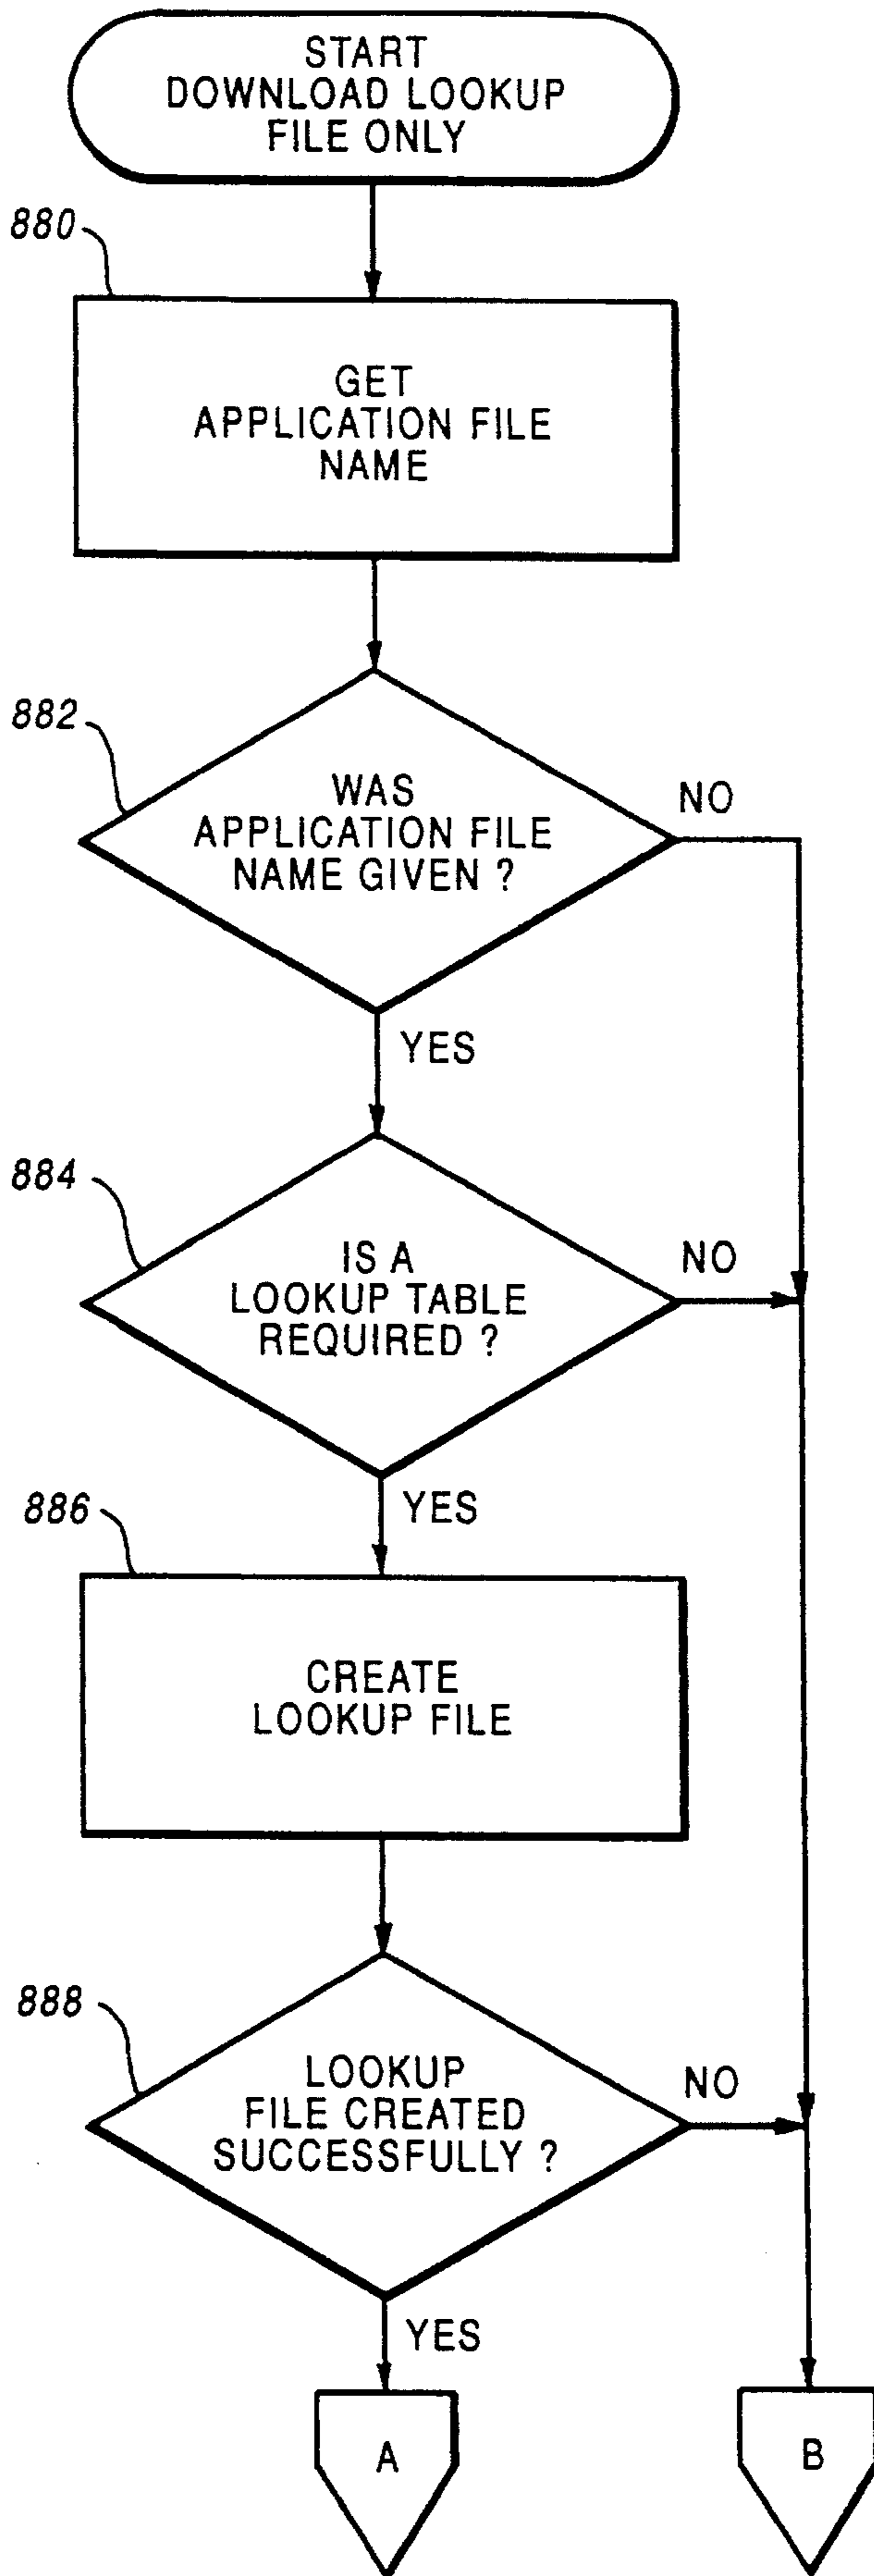 START
DOWNLOAD LOOKUP
FILE ONLY
880
GET
APPLICATION FILE
NAME
882
WAS
APPLICATION FILE
NAME GIVEN ?
NO
YES
884
IS A
LOOKUP TABLE
REQUIRED ?
NO
YES
886
CREATE
LOOKUP FILE
888
LOOKUP
FILE CREATED
SUCCESSFULLY ?
NO
YES
A
B